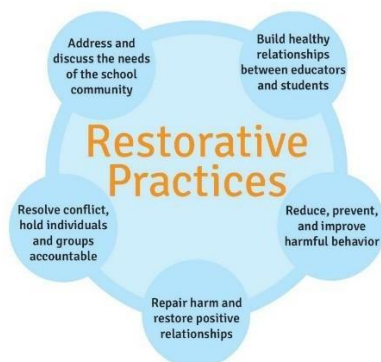 Address and
discuss the needs
of the school
community
Build healthy
relationships
between educators
and students
Restorative
Practices
Resolve conflict,
hold individuals
and groups
accountable
Reduce, prevent,
and improve
harmful behavior
Repair harm and
restore positive
relationships